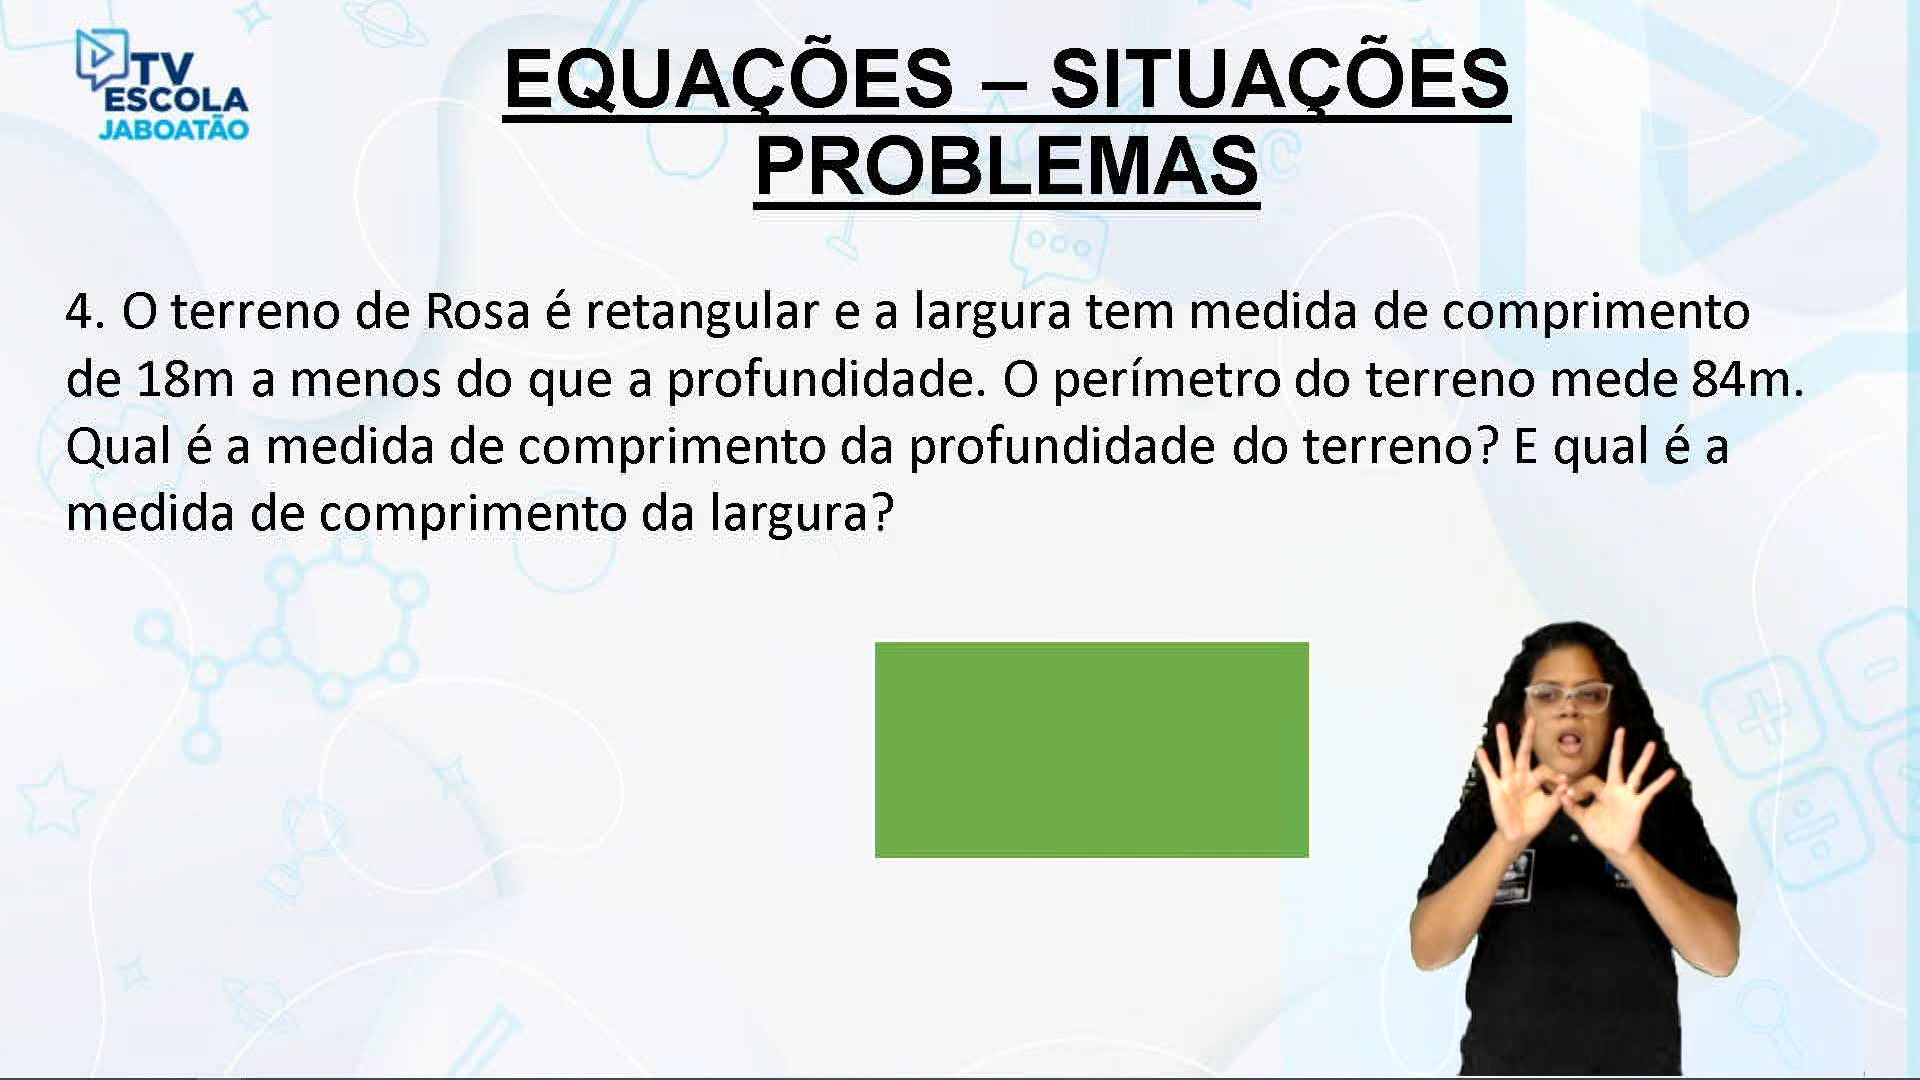 TV
ESCOLA
JABOATÃO
EQUAÇÕES – SITUAÇÕES
PROBLEMAS
4. O terreno de Rosa é retangular e a largura tem medida de comprimento
de 18m a menos do que a profundidade. O perímetro do terreno mede 84m.
Qual é a medida de comprimento da profundidade do terreno? E qual é a
medida de comprimento da largura?